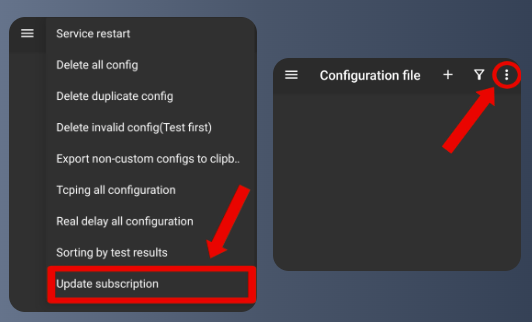 Service restart
Delete all config
Delete duplicate config
Delete invalid config(Test first)
Export non-custom configs to clipb..
Tcping all configuration
Real delay all configuration
Sorting by test results
Update subscription
Configuration file